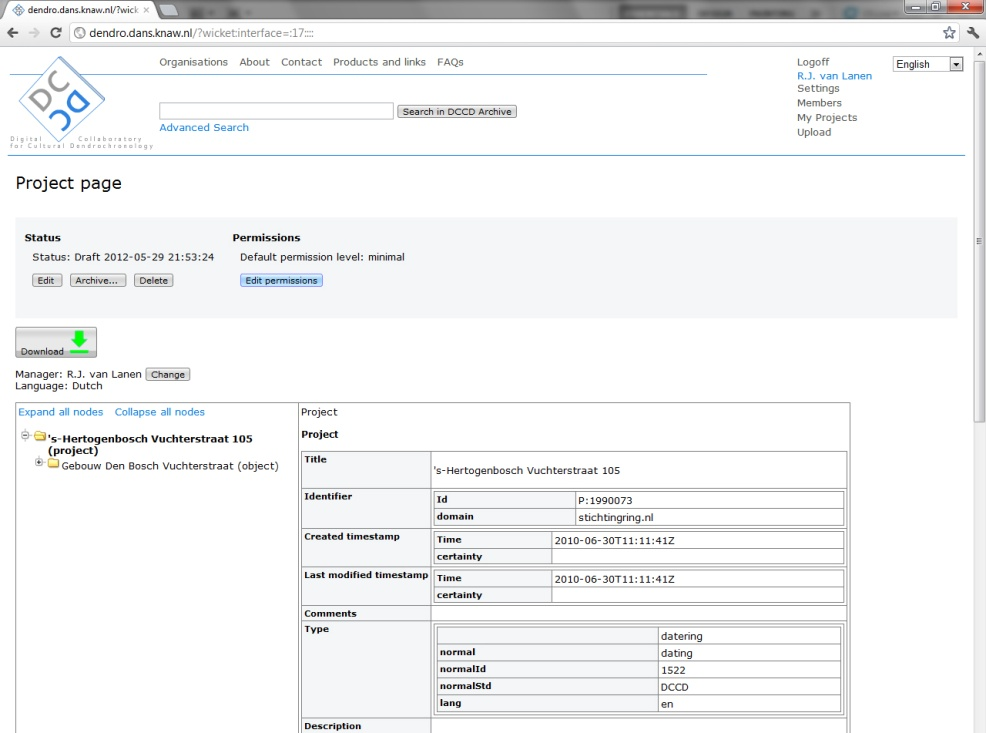 dendro.dans.knaw.nl/?wick
dendro.dans.knaw.nl/?wicket:interface=:17::::
Organisations About Contact Products and links FAQs
Logoff
R.J. van Lanen
Settings
Members
My Projects
Upload
English
DC
CD
Digital Collaboratory
for Cultural Dendrochronology
Search in DCCD Archive
Advanced Search
Project page
Status
Permissions
Status: Draft 2012-05-29 21:53:24
Default permission level: minimal
Edit Archive... Delete
Edit permissions
Download
Manager: R.J. van Lanen Change
Language: Dutch
Expand all nodes Collapse all nodes
's-Hertogenbosch Vuchterstraat 105
(project)
Gebouw Den Bosch Vuchterstraat (object)
Project
Project
Title 's-Hertogenbosch Vuchterstraat 105
Identifier Id P:1990073
domain stichtingring.nl
Created timestamp Time 2010-06-30T11:11:41Z
certainty
Last modified timestamp Time 2010-06-30T11:11:41Z
certainty
Comments
Type datering
normal dating
normalId 1522
normalStd DCCD
lang en
Description